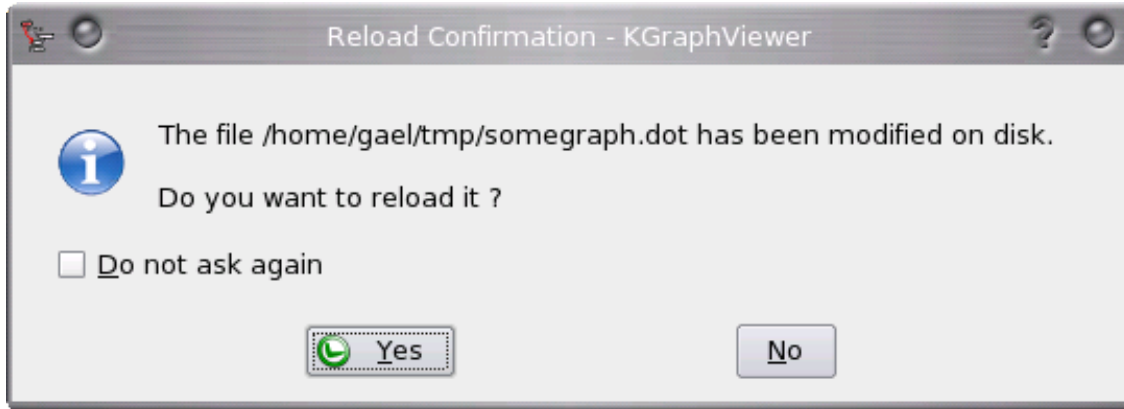 Reload Confirmation - KGraphViewer
The file /home/gael/tmp/somegraph.dot has been modified on disk.
Do you want to reload it ?
Do not ask again
Yes
No